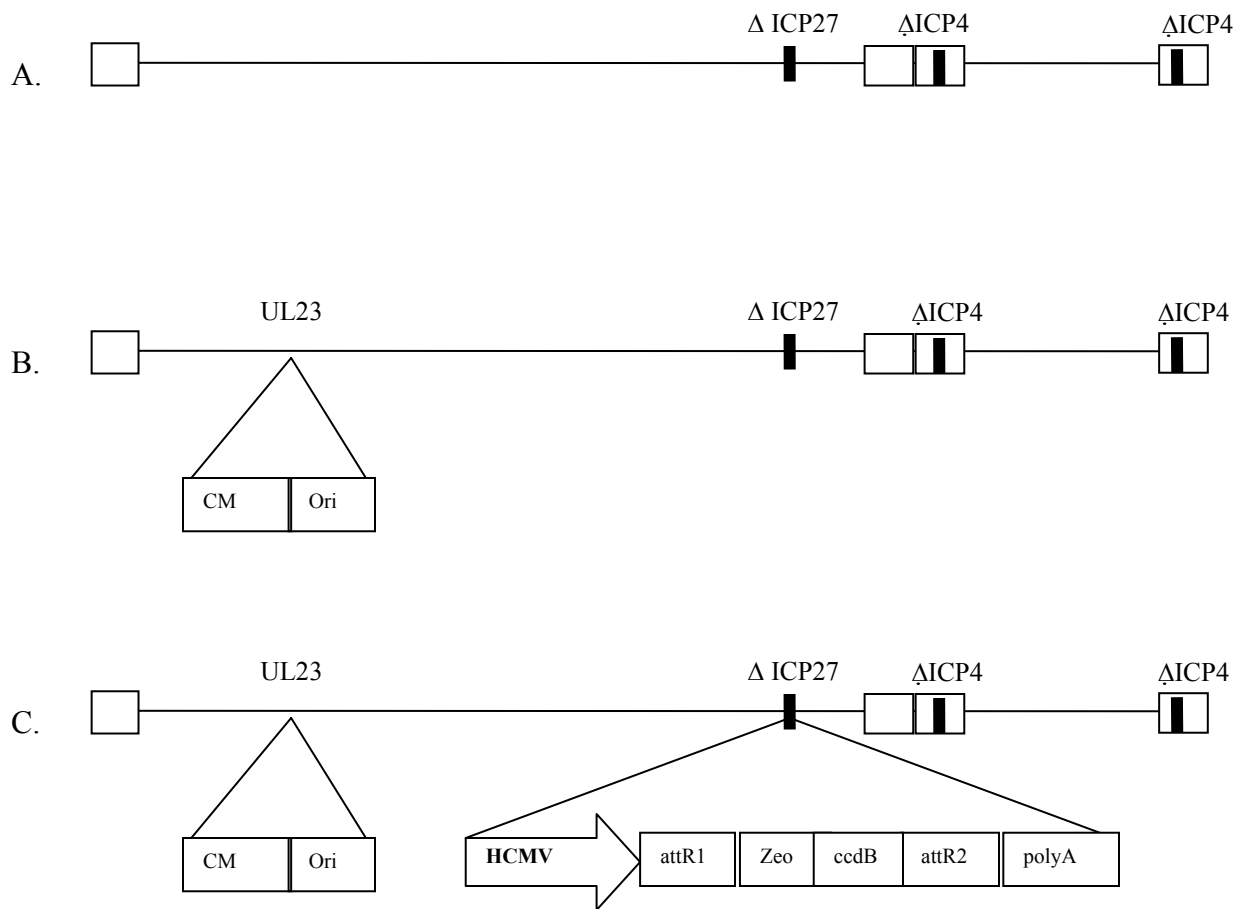 Δ ICP27 ΔICP4 ΔICP4
A.
UL23 Δ ICP27 ΔICP4 ΔICP4
B.
CM Ori
UL23 Δ ICP27 ΔICP4 ΔICP4
C.
CM Ori HCMV attR1 Zeo ccdB attR2 polyA